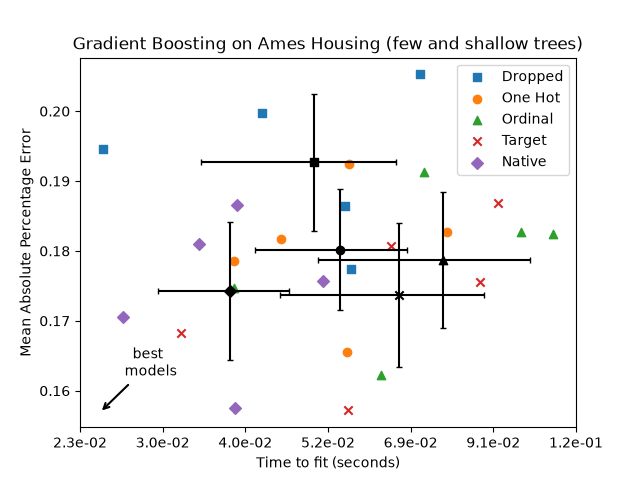 Gradient Boosting on Ames Housing (few and shallow trees)
Dropped
One Hot
Ordinal
Target
Native
Mean Absolute Percentage Error
0.20
0.19
0.18
0.17
0.16
best
models
2.3e-02 3.0e-02 4.0e-02 5.2e-02 6.9e-02 9.1e-02 1.2e-01
Time to fit (seconds)